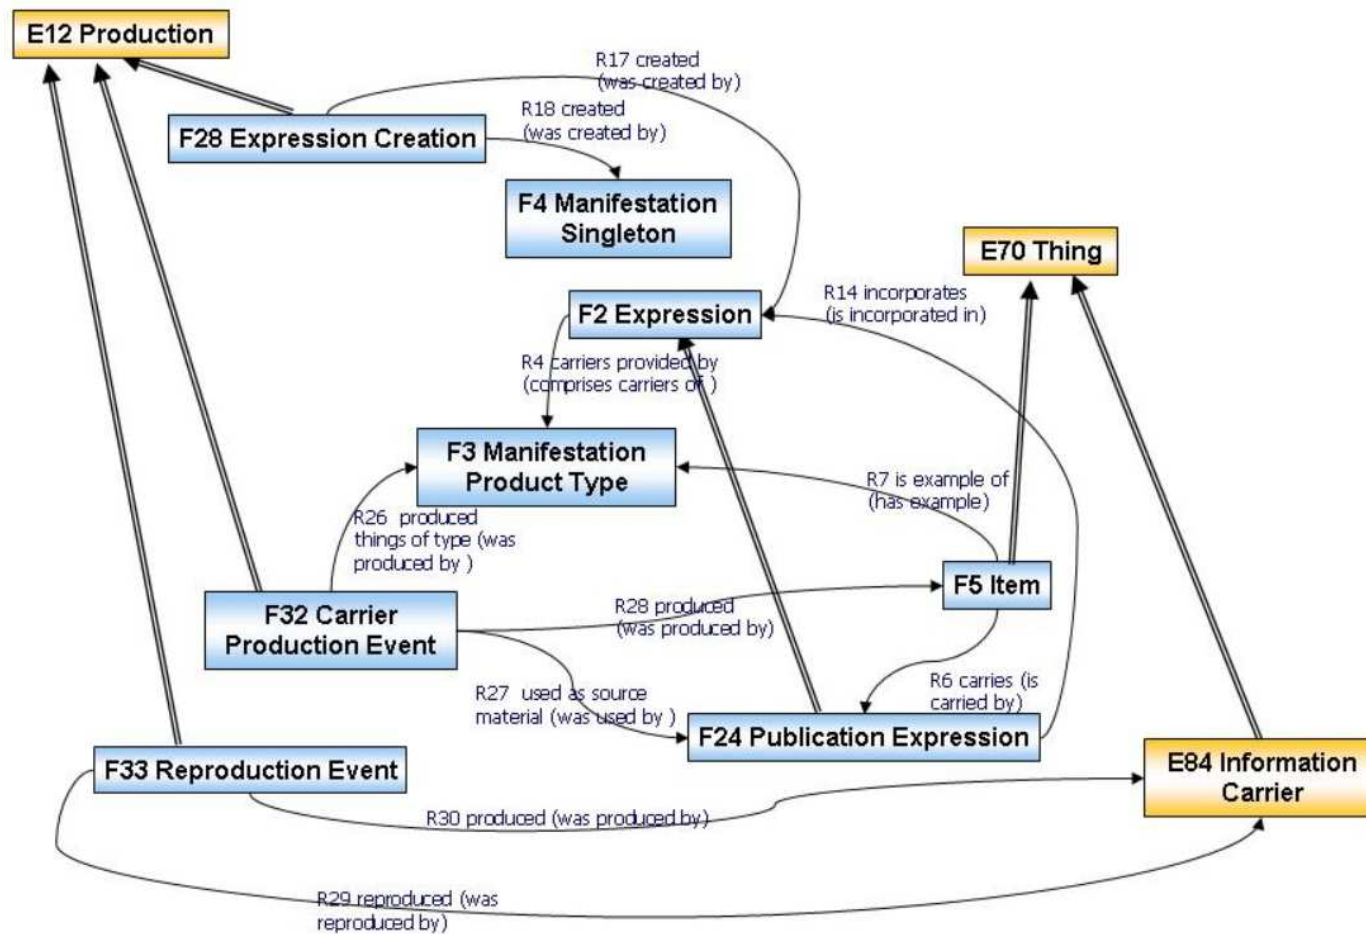 E12 Production
R17 created
(was created by)
R18 created
(was created by)
F28 Expression Creation
F4 Manifestation
Singleton
E70 Thing
R14 incorporates
(is incorporated in)
F2 Expression
R4 carriers provided by
(comprises carriers of )
F3 Manifestation
Product Type
R7 is example of
(has example)
R26 produced
things of type (was
produced by )
F5 Item
F32 Carrier
Production Event
R28 produced
(was produced by)
R6 carries (is
carried by)
R27 used as source
material (was used by )
F24 Publication Expression
F33 Reproduction Event
E84 Information
Carrier
R30 produced (was produced by)
R29 reproduced (was
reproduced by)